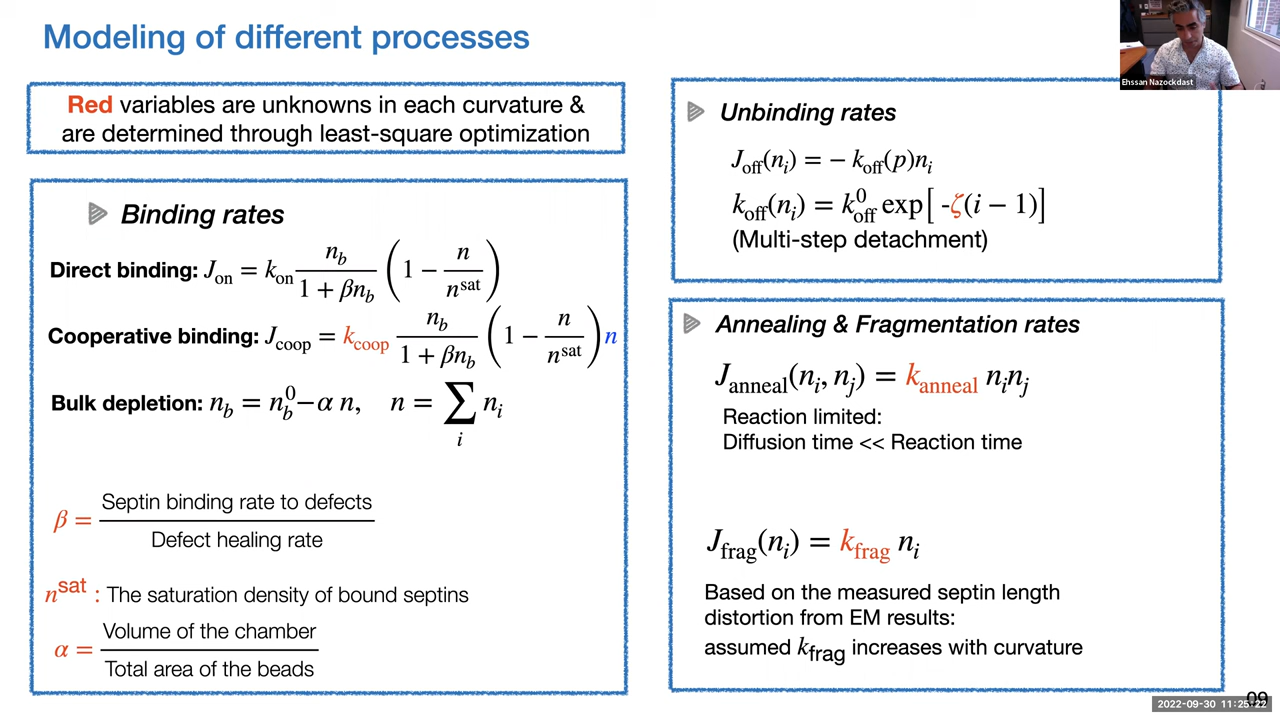 Modeling of different processes
Red variables are unknowns in each curvature &
are determined through least-square optimization
Binding rates
Direct binding: J_on = k_on n_b / (1 + βn_b) (1 − n / n^sat)
Cooperative binding: J_coop = k_coop n_b / (1 + βn_b) (1 − n / n^sat) n
Bulk depletion: n_b = n_b^0 − α n, n = ∑_i n_i
β = Septin binding rate to defects / Defect healing rate
n^sat : The saturation density of bound septins
α = Volume of the chamber / Total area of the beads
Unbinding rates
J_off(n_i) = − k_off(p)n_i
k_off(n_i) = k_off^0 exp[ -ζ(i − 1)]
(Multi-step detachment)
Annealing & Fragmentation rates
J_anneal(n_i, n_j) = k_anneal n_i n_j
Reaction limited:
Diffusion time << Reaction time
J_frag(n_i) = k_frag n_i
Based on the measured septin length
distortion from EM results:
assumed k_frag increases with curvature
Ehssan Nazockdast
09
2022-09-30 11:25:22